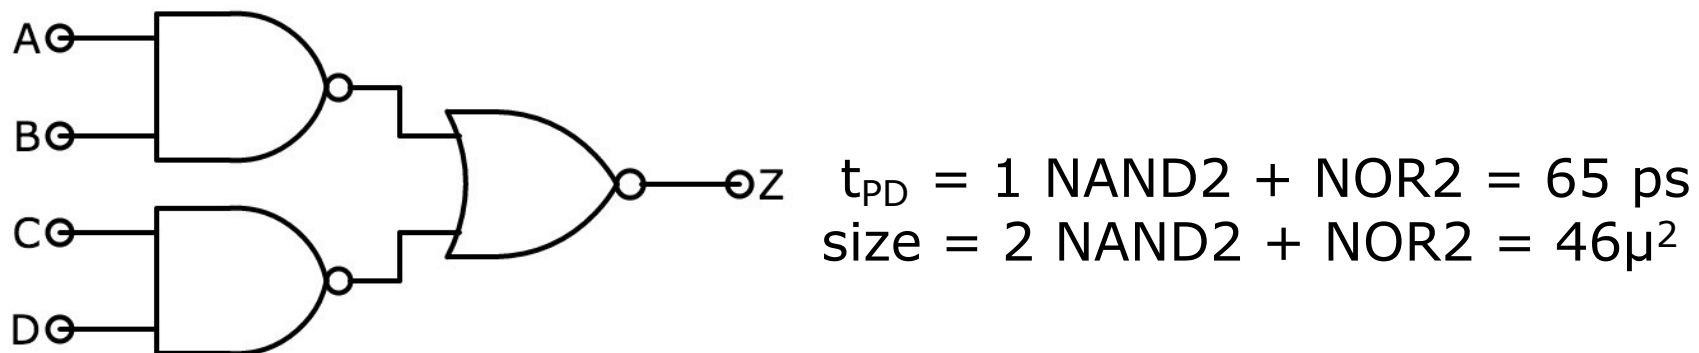 A
B
C
D
Z
tPD = 1 NAND2 + NOR2 = 65 ps
size = 2 NAND2 + NOR2 = 46μ²